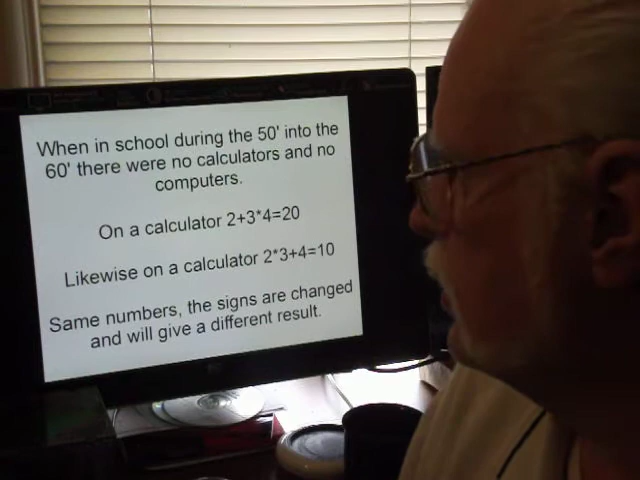 When in school during the 50' into the
60' there were no calculators and no
computers.
On a calculator 2+3*4=20
Likewise on a calculator 2*3+4=10
Same numbers, the signs are changed
and will give a different result.